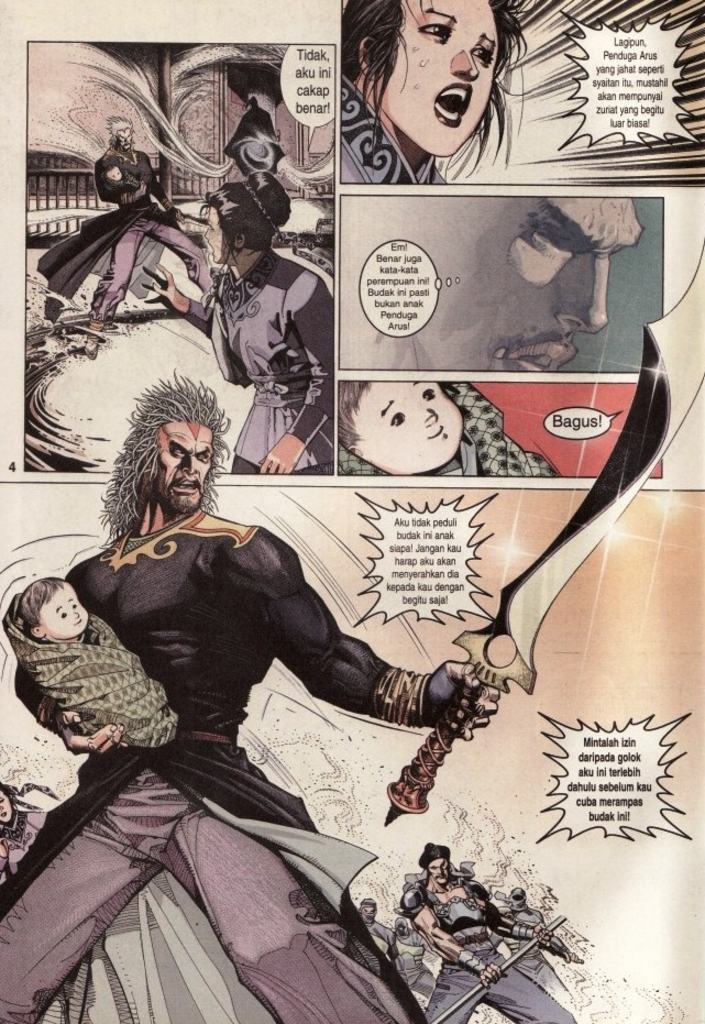 Tidak,
aku ini
cakap
benar!
Lagipun,
Penduga Arus
yang jahat seperti
syaitan itu, mustahil
akan mempunyai
zuriat yang begitu
luar biasa!
Em!
Benar juga
kata-kata
perempuan ini!
Budak ini pasti
bukan anak
Penduga
Arus!
Bagus!
4
Aku tidak peduli
budak ini anak
siapa! Jangan kau
harap aku akan
menyerahkan dia
kepada kau dengan
begitu saja!
Mintalah izin
daripada golok
aku ini terlebih
dahulu sebelum kau
cuba merampas
budak ini!